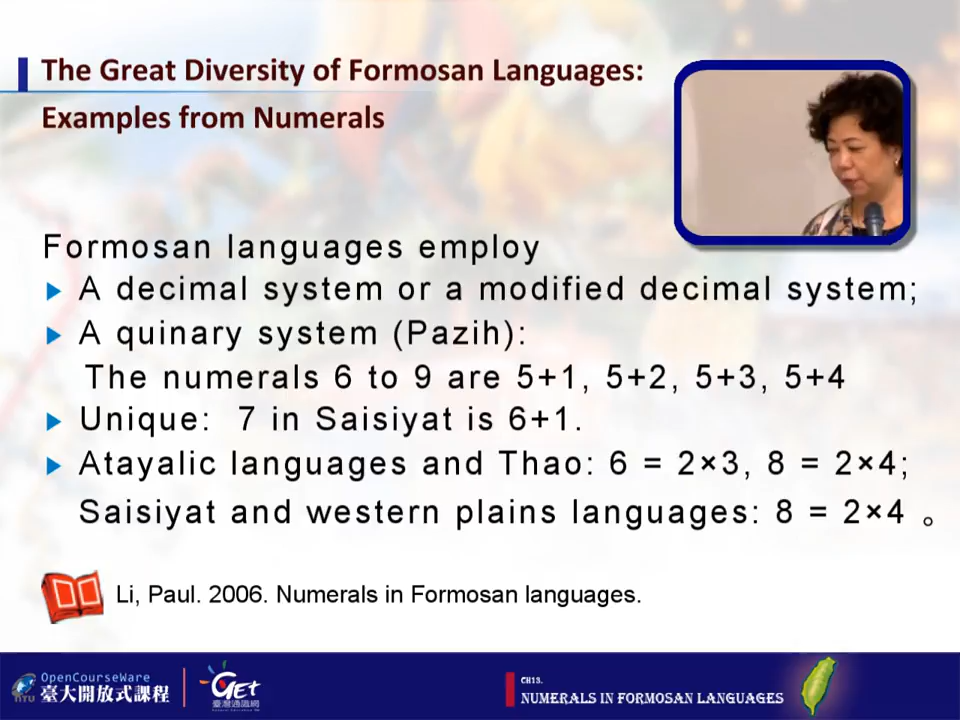 The Great Diversity of Formosan Languages:
Examples from Numerals
Formosan languages employ
A decimal system or a modified decimal system;
A quinary system (Pazih):
The numerals 6 to 9 are 5+1, 5+2, 5+3, 5+4
Unique: 7 in Saisiyat is 6+1.
Atayalic languages and Thao: 6 = 2×3, 8 = 2×4;
Saisiyat and western plains languages: 8 = 2×4 。
Li, Paul. 2006. Numerals in Formosan languages.
OpenCourseWare
NTU 臺大開放式課程
GET
臺灣通識網
CH13.
NUMERALS IN FORMOSAN LANGUAGES